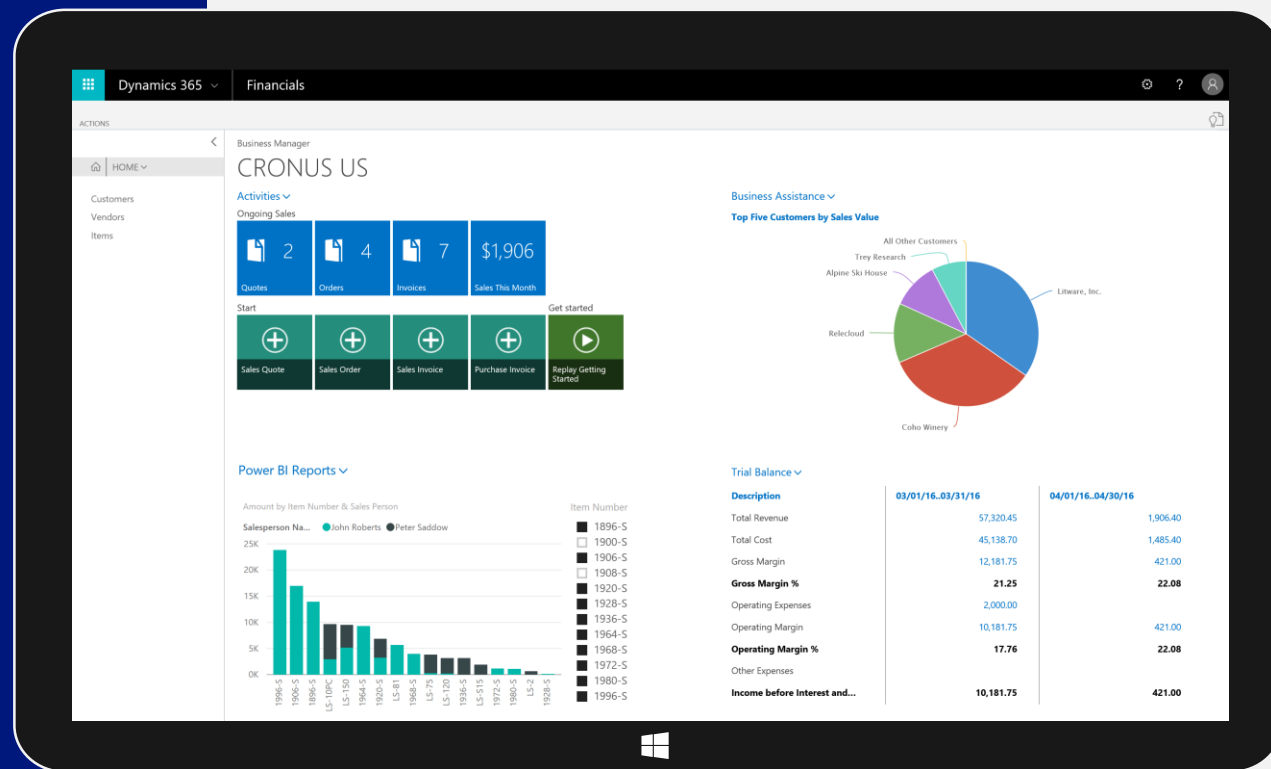 Dynamics 365
Financials
?
ACTIONS
HOME
Customers
Vendors
Items
Business Manager
CRONUS US
Activities
Ongoing Sales
2
Quotes
4
Orders
7
Invoices
$1,906
Sales This Month
Start
Get started
Sales Quote
Sales Order
Sales Invoice
Purchase Invoice
Replay Getting
Started
Business Assistance
Top Five Customers by Sales Value
All Other Customers
Trey Research
Alpine Ski House
Litware, Inc.
Relecloud
Coho Winery
Power BI Reports
Amount by Item Number & Sales Person
Salesperson Na... John Roberts Peter Saddow
25K
20K
15K
10K
5K
0K
1996-S
1906-S
1896-S
LS-10PC
LS-150
1964-S
1920-S
LS-81
1968-S
LS-75
LS-120
1936-S
LS-S15
1972-S
1980-S
LS-2
1928-S
Item Number
1896-S
1900-S
1906-S
1908-S
1920-S
1928-S
1936-S
1964-S
1968-S
1972-S
1980-S
1996-S
Trial Balance
Description 03/01/16..03/31/16 04/01/16..04/30/16
Total Revenue 57,320.45 1,906.40
Total Cost 45,138.70 1,485.40
Gross Margin 12,181.75 421.00
Gross Margin % 21.25 22.08
Operating Expenses 2,000.00
Operating Margin 10,181.75 421.00
Operating Margin % 17.76 22.08
Other Expenses
Income before Interest and... 10,181.75 421.00